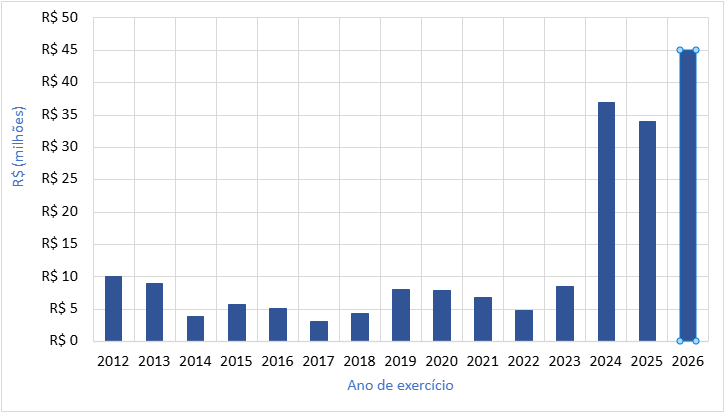 R$ 50
R$ 45
R$ 40
R$ 35
R$ 30
R$ 25
R$ 20
R$ 15
R$ 10
R$ 5
R$ 0
R$ (milhões)
2012 2013 2014 2015 2016 2017 2018 2019 2020 2021 2022 2023 2024 2025 2026
Ano de exercício